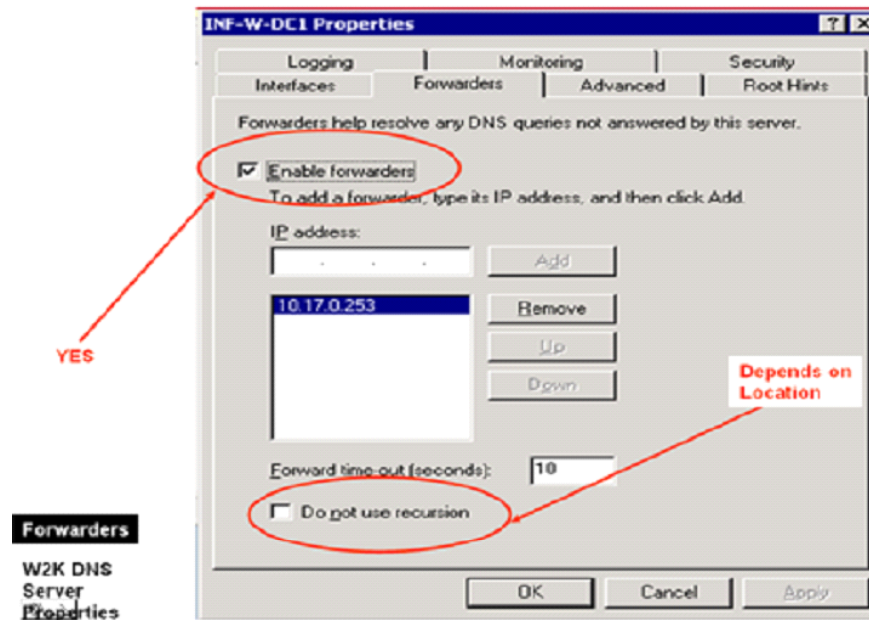 INF-W-DC1 Properties
Logging Monitoring Security
Interfaces Forwarders Advanced Root Hints
Forwarders help resolve any DNS queries not answered by this server.
Enable forwarders
To add a forwarder, type its IP address, and then click Add.
IP address:
. . . Add
10.17.0.253
Remove
Up
YES
Down
Depends on
Location
Forward time-out (seconds): 10
Do not use recursion
Forwarders
W2K DNS
Server
Properties
OK Cancel Apply